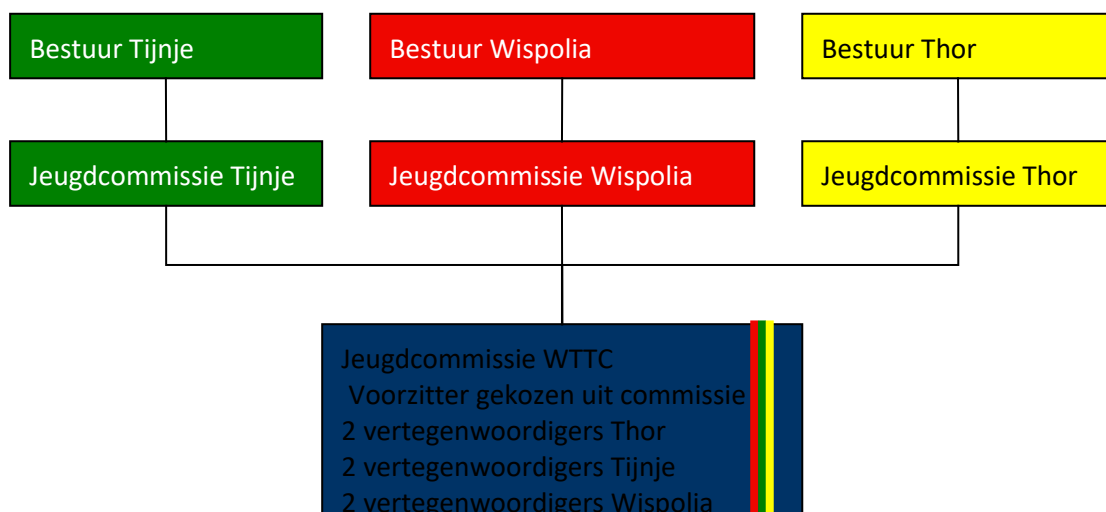 Bestuur Tijnje
Bestuur Wispolia
Bestuur Thor
Jeugdcommissie Tijnje
Jeugdcommissie Wispolia
Jeugdcommissie Thor
Jeugdcommissie WTTC
Voorzitter gekozen uit commissie
2 vertegenwoordigers Thor
2 vertegenwoordigers Tijnje
2 vertegenwoordigers Wispolia